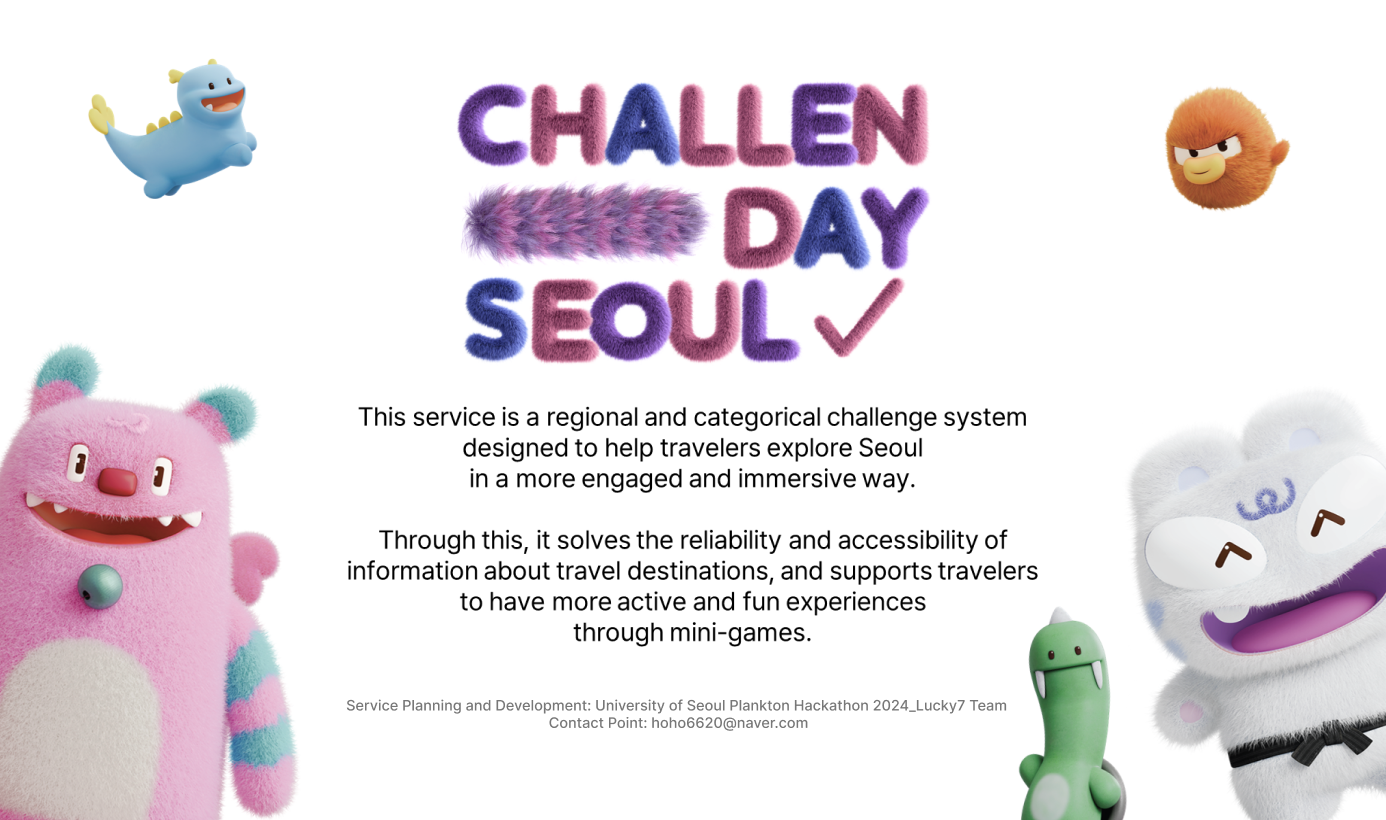 CHALLEN
DAY
SEOUL
This service is a regional and categorical challenge system
designed to help travelers explore Seoul
in a more engaged and immersive way.
Through this, it solves the reliability and accessibility of
information about travel destinations, and supports travelers
to have more active and fun experiences
through mini-games.
Service Planning and Development: University of Seoul Plankton Hackathon 2024_Lucky7 Team
Contact Point: hoho6620@naver.com